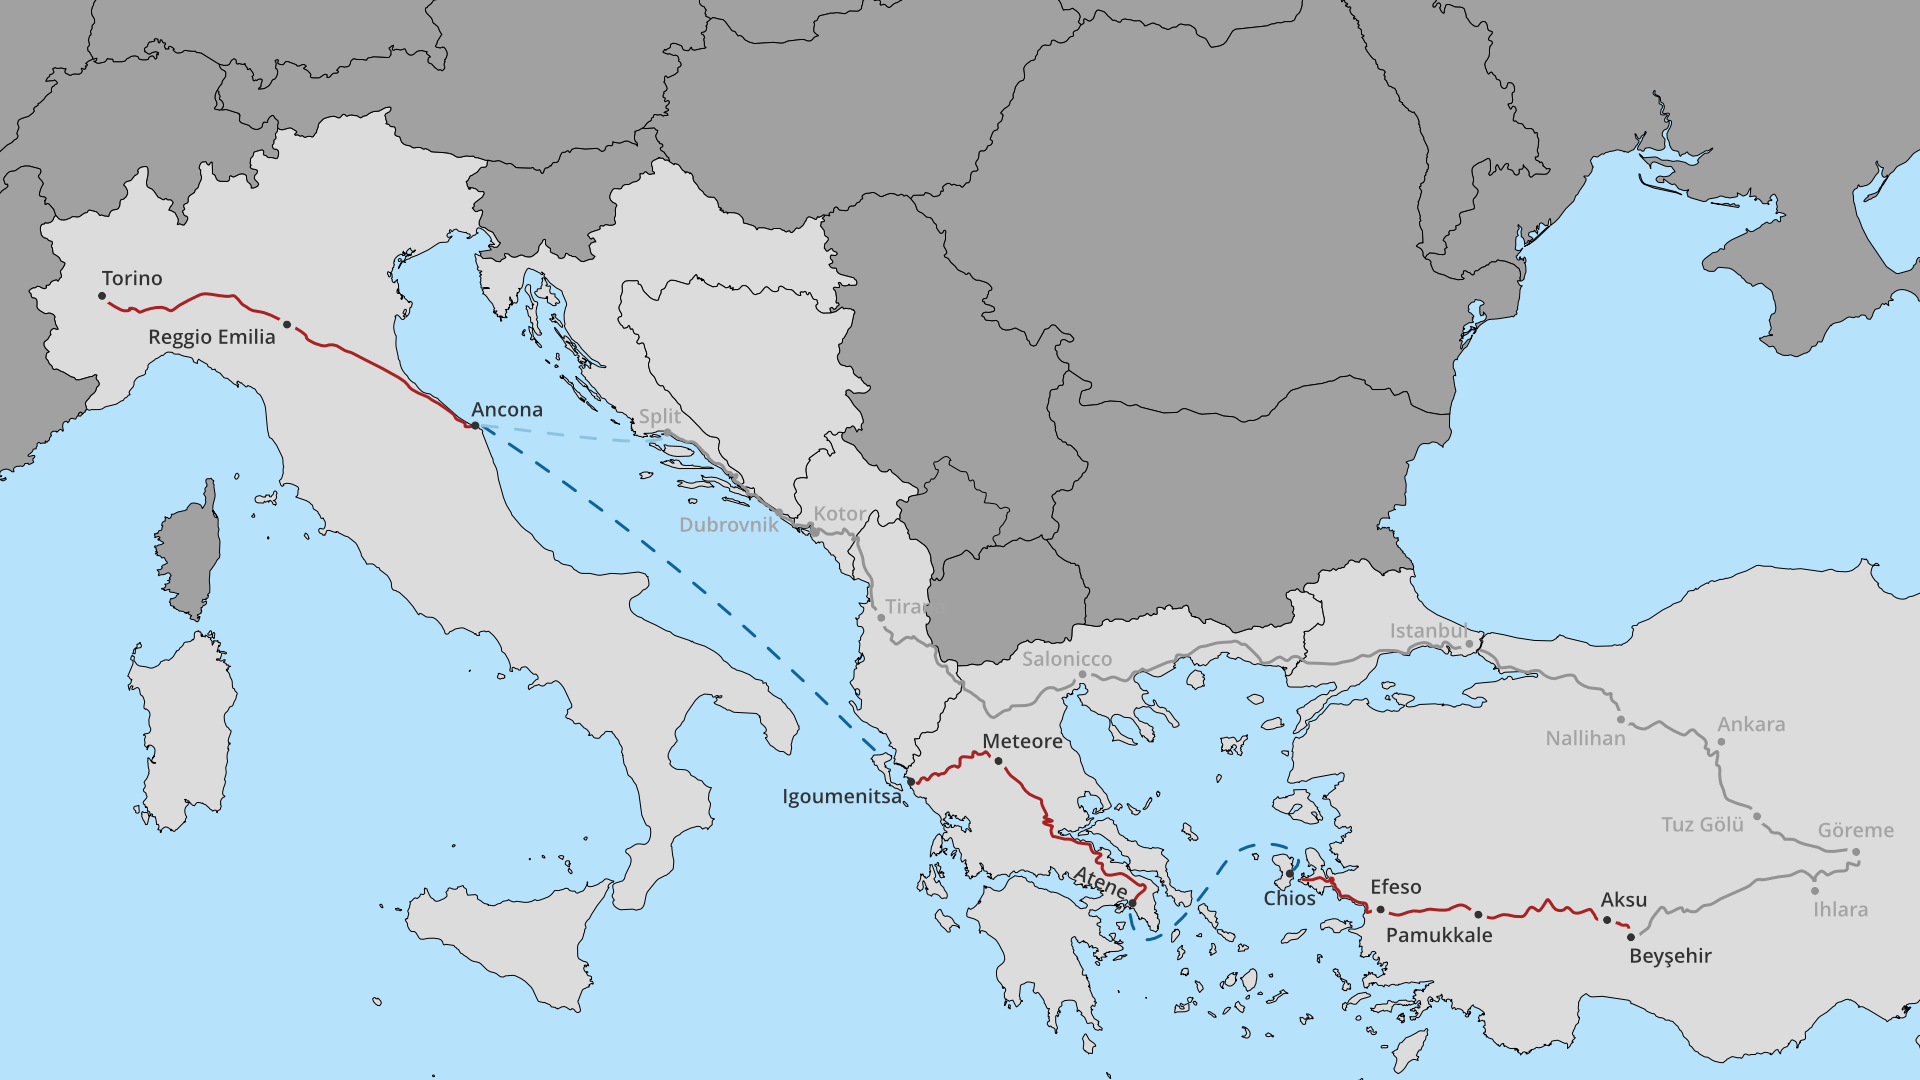 Torino
Reggio Emilia
Ancona
Split
Dubrovnik
Kotor
Tirana
Salonicco
Istanbul
Meteore
Igoumenitsa
Nallihan
Ankara
Tuz Gölü
Göreme
Atene
Chios
Efeso
Pamukkale
Aksu
Ihlara
Beyşehir